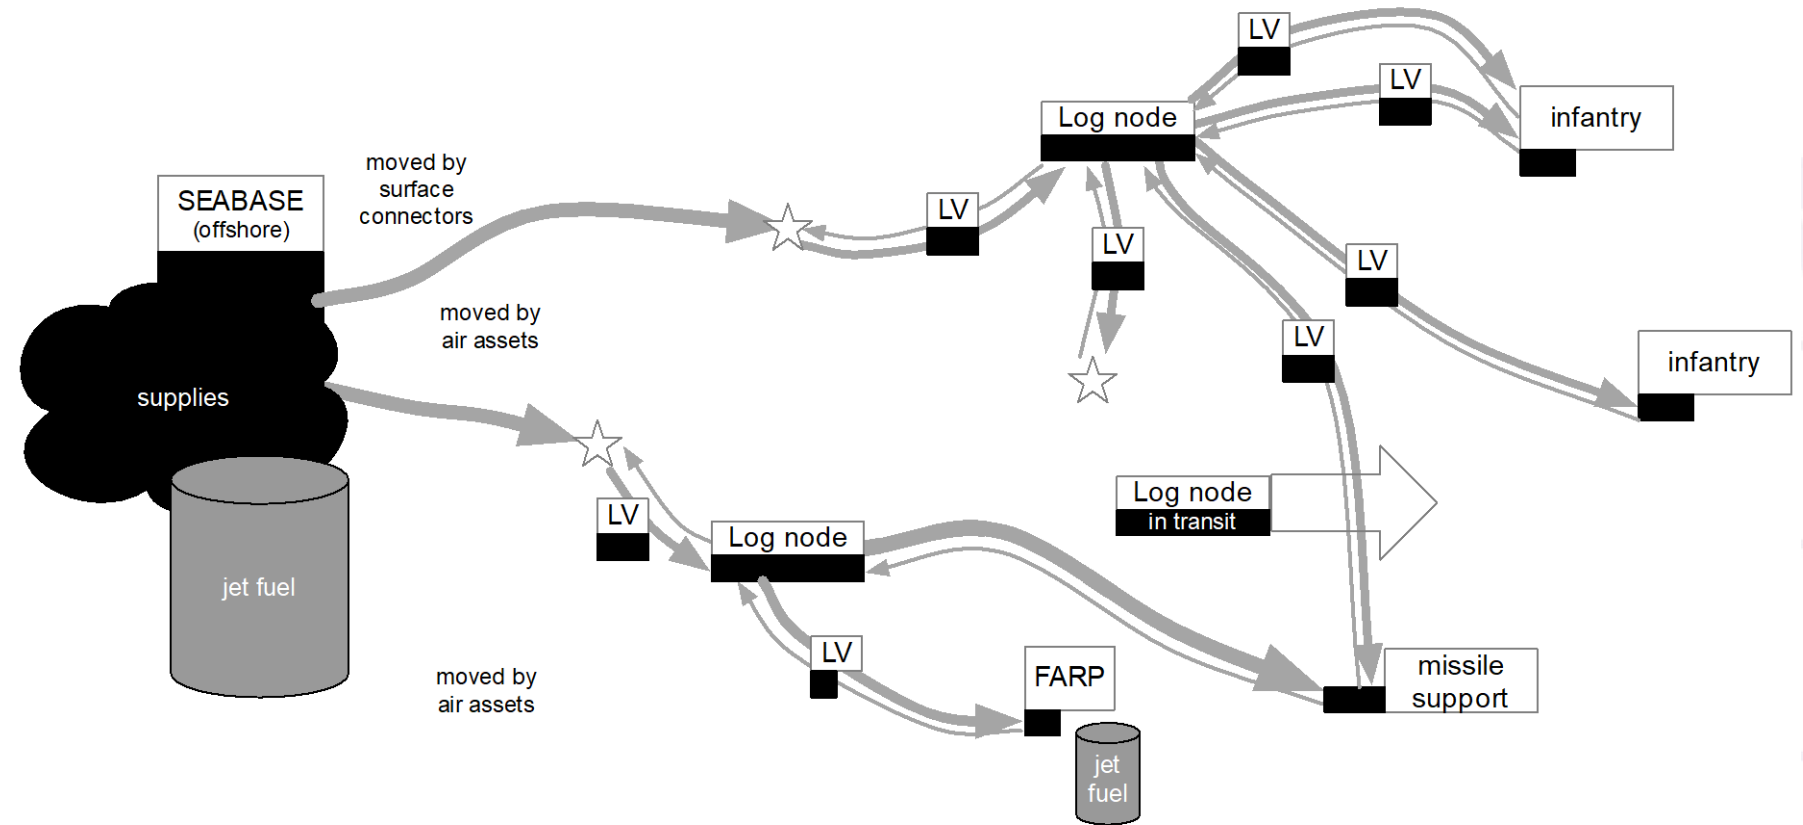 SEABASE
(offshore)
supplies
jet fuel
moved by
surface
connectors
moved by
air assets
moved by
air assets
LV
Log node
LV
LV
infantry
LV
LV
infantry
LV
Log node
in transit
LV
Log node
LV
FARP
jet
fuel
missile
support